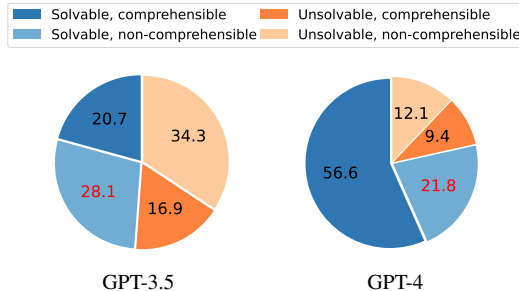 Solvable, comprehensible Unsolvable, comprehensible
Solvable, non-comprehensible Unsolvable, non-comprehensible
20.7 34.3
28.1 16.9
12.1
9.4
56.6 21.8
GPT-3.5 GPT-4